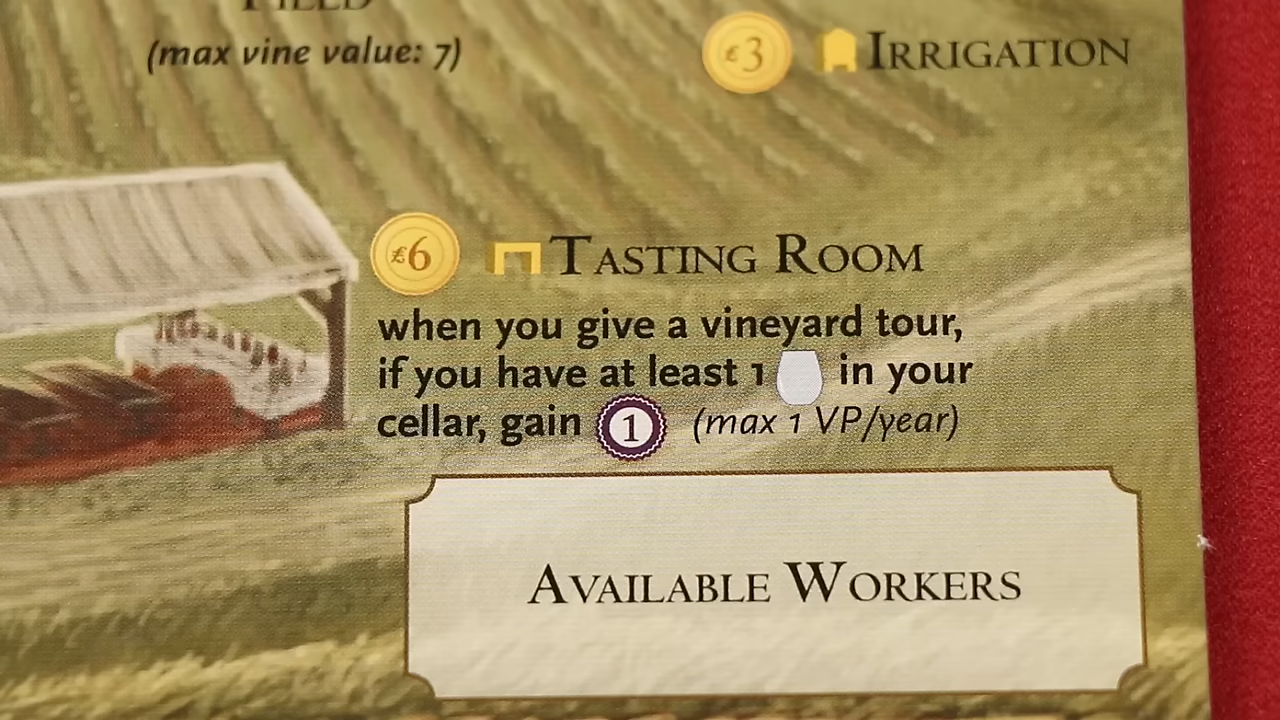 FIELD
(max vine value: 7)
£3 IRRIGATION
£6 TASTING ROOM
when you give a vineyard tour,
if you have at least 1 in your
cellar, gain 1 (max 1 VP/year)
AVAILABLE WORKERS